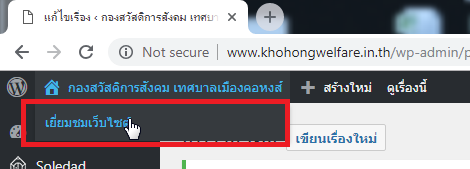 แก้ไขเรื่อง ‹ กองสวัสดิการสังคม เทศบ
Not secure www.khohongwelfare.in.th/wp-admin/p
กองสวัสดิการสังคม เทศบาลเมืองคอหงส์ สร้างใหม่ ดูเรื่องนี้
เยี่ยมชมเว็บไซต์
เขียนเรื่องใหม่
Soledad